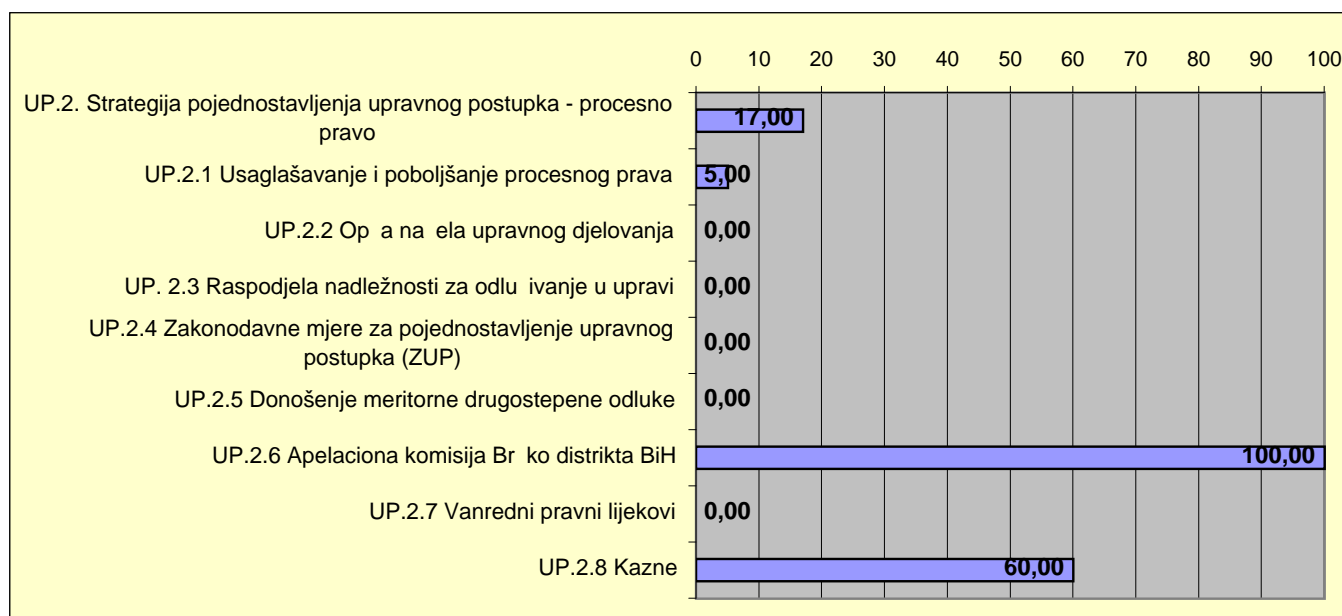 0 10 20 30 40 50 60 70 80 90 100
UP.2. Strategija pojednostavljenja upravnog postupka - procesno
pravo
17,00
UP.2.1 Usaglašavanje i poboljšanje procesnog prava
5,00
UP.2.2 Op a na ela upravnog djelovanja
0,00
UP. 2.3 Raspodjela nadležnosti za odlu ivanje u upravi
0,00
UP.2.4 Zakonodavne mjere za pojednostavljenje upravnog
postupka (ZUP)
0,00
UP.2.5 Donošenje meritorne drugostepene odluke
0,00
UP.2.6 Apelaciona komisija Br ko distrikta BiH
100,00
UP.2.7 Vanredni pravni lijekovi
0,00
UP.2.8 Kazne
60,00